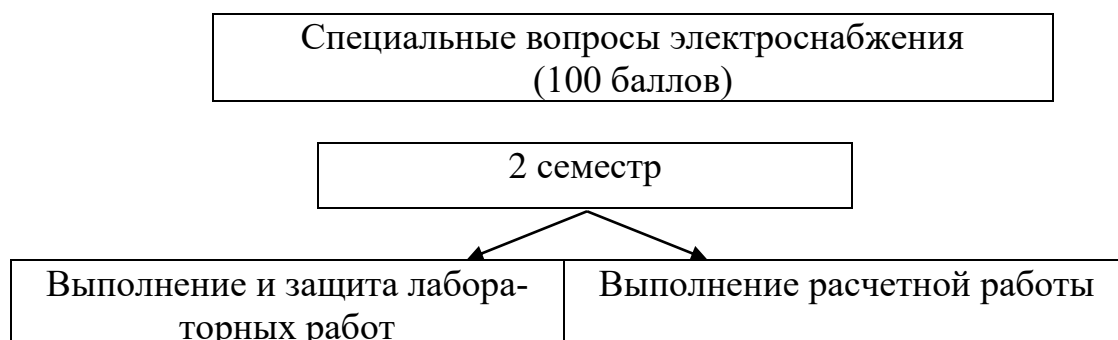 Специальные вопросы электроснабжения
(100 баллов)
2 семестр
Выполнение и защита лабора-
торных работ
Выполнение расчетной работы